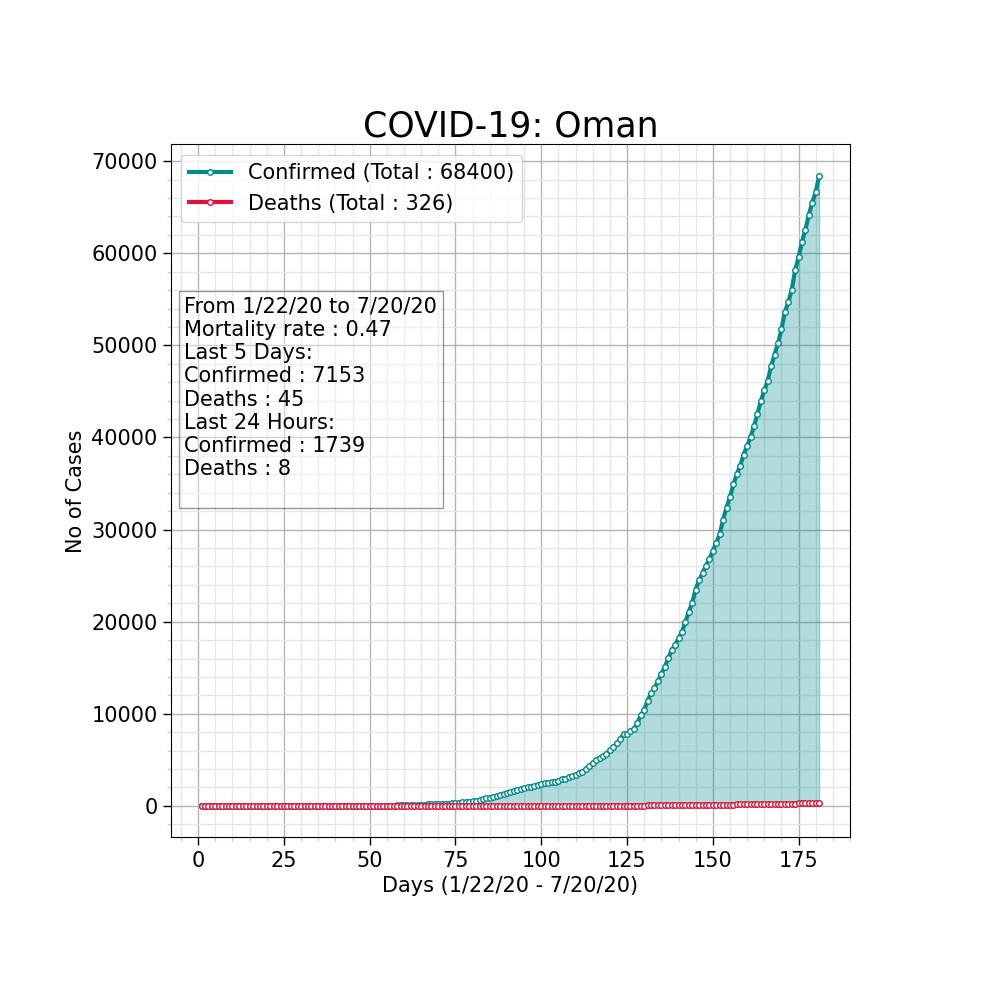 COVID-19: Oman
Confirmed (Total : 68400)
Deaths (Total : 326)
From 1/22/20 to 7/20/20
Mortality rate : 0.47
Last 5 Days:
Confirmed : 7153
Deaths : 45
Last 24 Hours:
Confirmed : 1739
Deaths : 8
No of Cases
70000
60000
50000
40000
30000
20000
10000
0
0 25 50 75 100 125 150 175
Days (1/22/20 - 7/20/20)